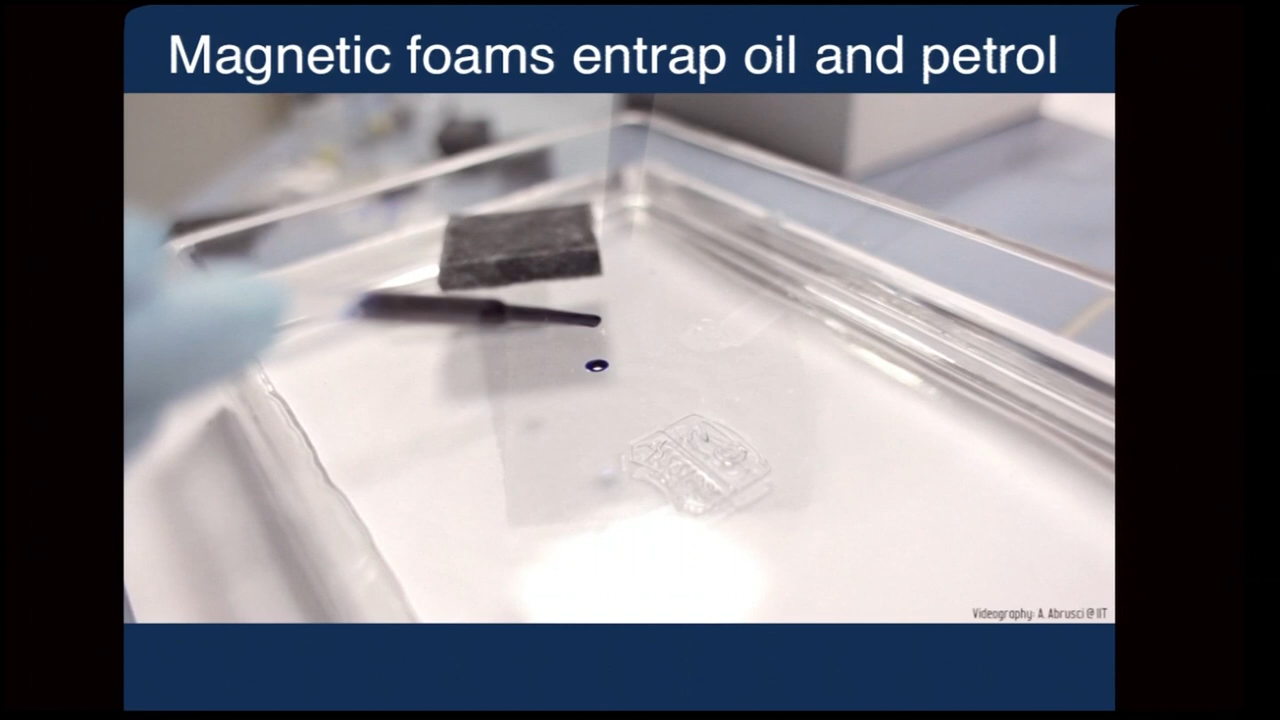 Magnetic foams entrap oil and petrol
Videography: A. Abrusci @ IIT